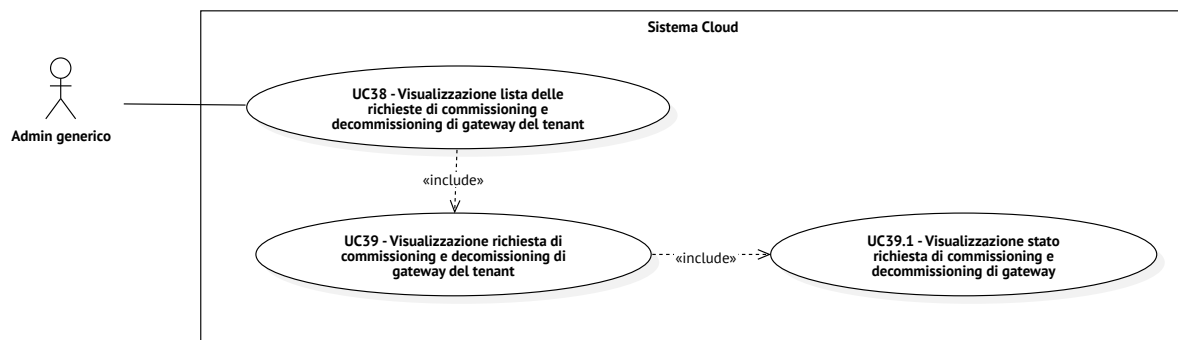 Sistema Cloud
Admin generico
UC38 - Visualizzazione lista delle
richieste di commissioning e
decommissioning di gateway del tenant
«include»
UC39 - Visualizzazione richiesta di
commissioning e decomissioning di
gateway del tenant
«include»
UC39.1 - Visualizzazione stato
richiesta di commissioning e
decommissioning di gateway